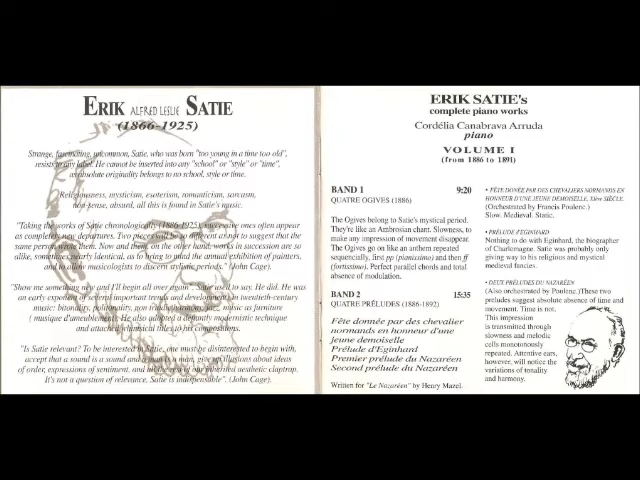 ERIK ALFRED LESLIE SATIE
(1866-1925)
Strange, fascinating, uncommon, Satie, who was born "too young in a time too old",
resists to any label. He cannot be inserted into any "school" or "style" or "time",
as absolute originality belongs to no school, style or time.
Religiousness, mysticism, esoterism, romanticism, sarcasm,
non-sense, absurd, all this is found in Satie's music.
"Taking the works of Satie chronologically (1886-1925) successive ones often appear
as completely new departures. Two pieces will be so different as not to suggest that the
same person wrote them. Now and then, on the other hand, works in succession are so
alike, sometimes nearly identical, as to bring to mind the annual exhibition of painters,
and to allow musicologists to discern stylistic periods." (John Cage).
"Show me something new and I'll begin all over again". Satie used to say. He did. He was
an early exponent of several important trends and developments in twentieth-century
music: bitonality, politonality, non triadic harmony, jazz, music as furniture
( musique d'ameublement). He also adopted a defiantly modernistic technique
and attached whimsical titles to his compositions.
"Is Satie relevant? To be interested in Satie, one must be disinterested to begin with,
accept that a sound is a sound and a man is a man, give up illusions about ideas
of order, expressions of sentiment, and all the rest of our inherited aesthetic claptrap.
It's not a question of relevance. Satie is indispensable". (John Cage).
ERIK SATIE's
complete piano works
Cordélia Canabrava Arruda
piano
VOLUME I
(from 1886 to 1891)
BAND 1 9:20
QUATRE OGIVES (1886)
The Ogives belong to Satie's mystical period.
They're like an Ambrosian chant. Slowness, to
make any impression of movement disappear.
The Ogives go on like an anthem repeated
sequencially, first pp (pianissimo) and then ff
(fortissimo). Perfect parallel chords and total
absence of modulation.
BAND 2 15:35
QUATRE PRÉLUDES (1886-1892)
Fête donnée par des chevalier
normands en honneur d'une
jeune demoiselle
Prélude d'Eginhard
Premier prélude du Nazaréen
Second prélude du Nazaréen
Written for "Le Nazaréen" by Henry Mazel.
• FÊTE DONNÉE PAR DES CHEVALIERS NORMANDS EN
HONNEUR D'UNE JEUNE DEMOISELLE, XIème SIÈCLE.
(Orchestrated by Francis Poulenc.)
Slow. Medieval. Static.
• PRÉLUDE d'EGINHARD
Nothing to do with Eginhard, the biographer
of Charlemagne. Satie was probably only
giving way to his religious and mystical
medieval fancies.
• DEUX PRÉLUDES DU NAZARÉEN
(Also orchestrated by Poulenc.)These two
preludes suggest absolute absence of time and
movement. Time is not.
This impression
is transmitted through
slowness and melodic
cells monotonously
repeated. Attentive ears,
however, will notice the
variations of tonality
and harmony.